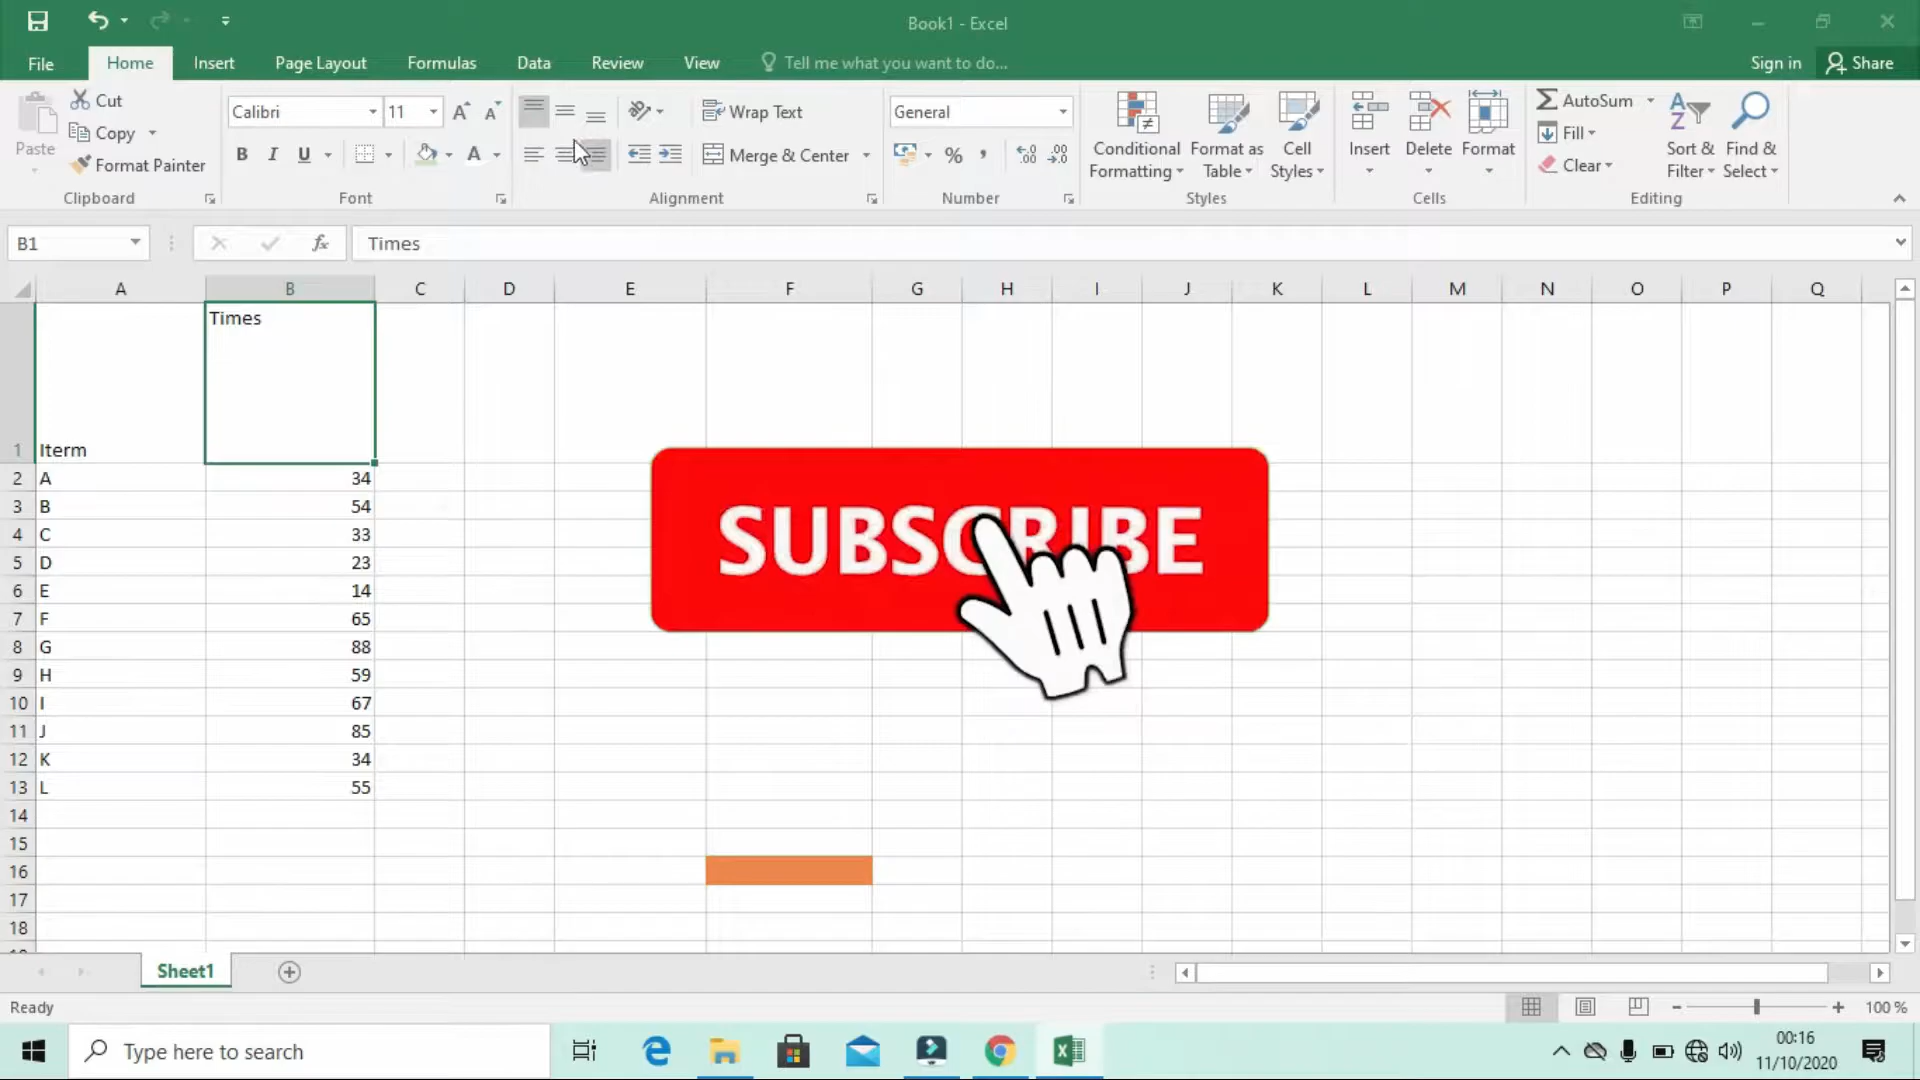 Book1 - Excel
File Home Insert Page Layout Formulas Data Review View Tell me what you want to do... Sign in Share
Paste Cut Copy Format Painter Clipboard
Calibri 11 B I U A Font
Wrap Text Merge & Center Alignment
General % , Number
Conditional Formatting Format as Table Cell Styles Styles
Insert Delete Format Cells
AutoSum Fill Clear Sort & Filter Find & Select Editing
B1 fx Times
A B C D E F G H I J K L M N O P Q
Times
1 Iterm
2 A 34
3 B 54
4 C 33
5 D 23
6 E 14
7 F 65
8 G 88
9 H 59
10 I 67
11 J 85
12 K 34
13 L 55
14
15
16
17
18
SUBSCRIBE
Sheet1
Ready 100 %
Type here to search
00:16
11/10/2020